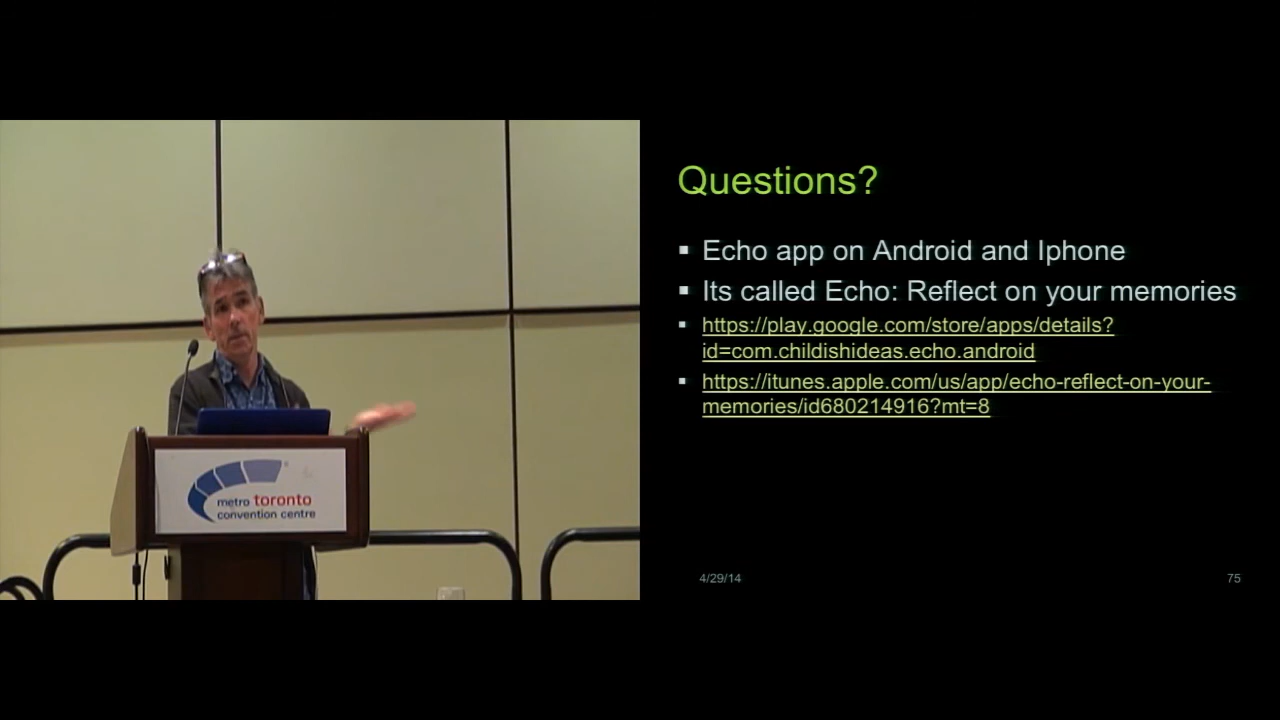 Questions?
Echo app on Android and Iphone
Its called Echo: Reflect on your memories
https://play.google.com/store/apps/details?
id=com.childishideas.echo.android
https://itunes.apple.com/us/app/echo-reflect-on-your-
memories/id680214916?mt=8
4/29/14
75
metro toronto
convention centre